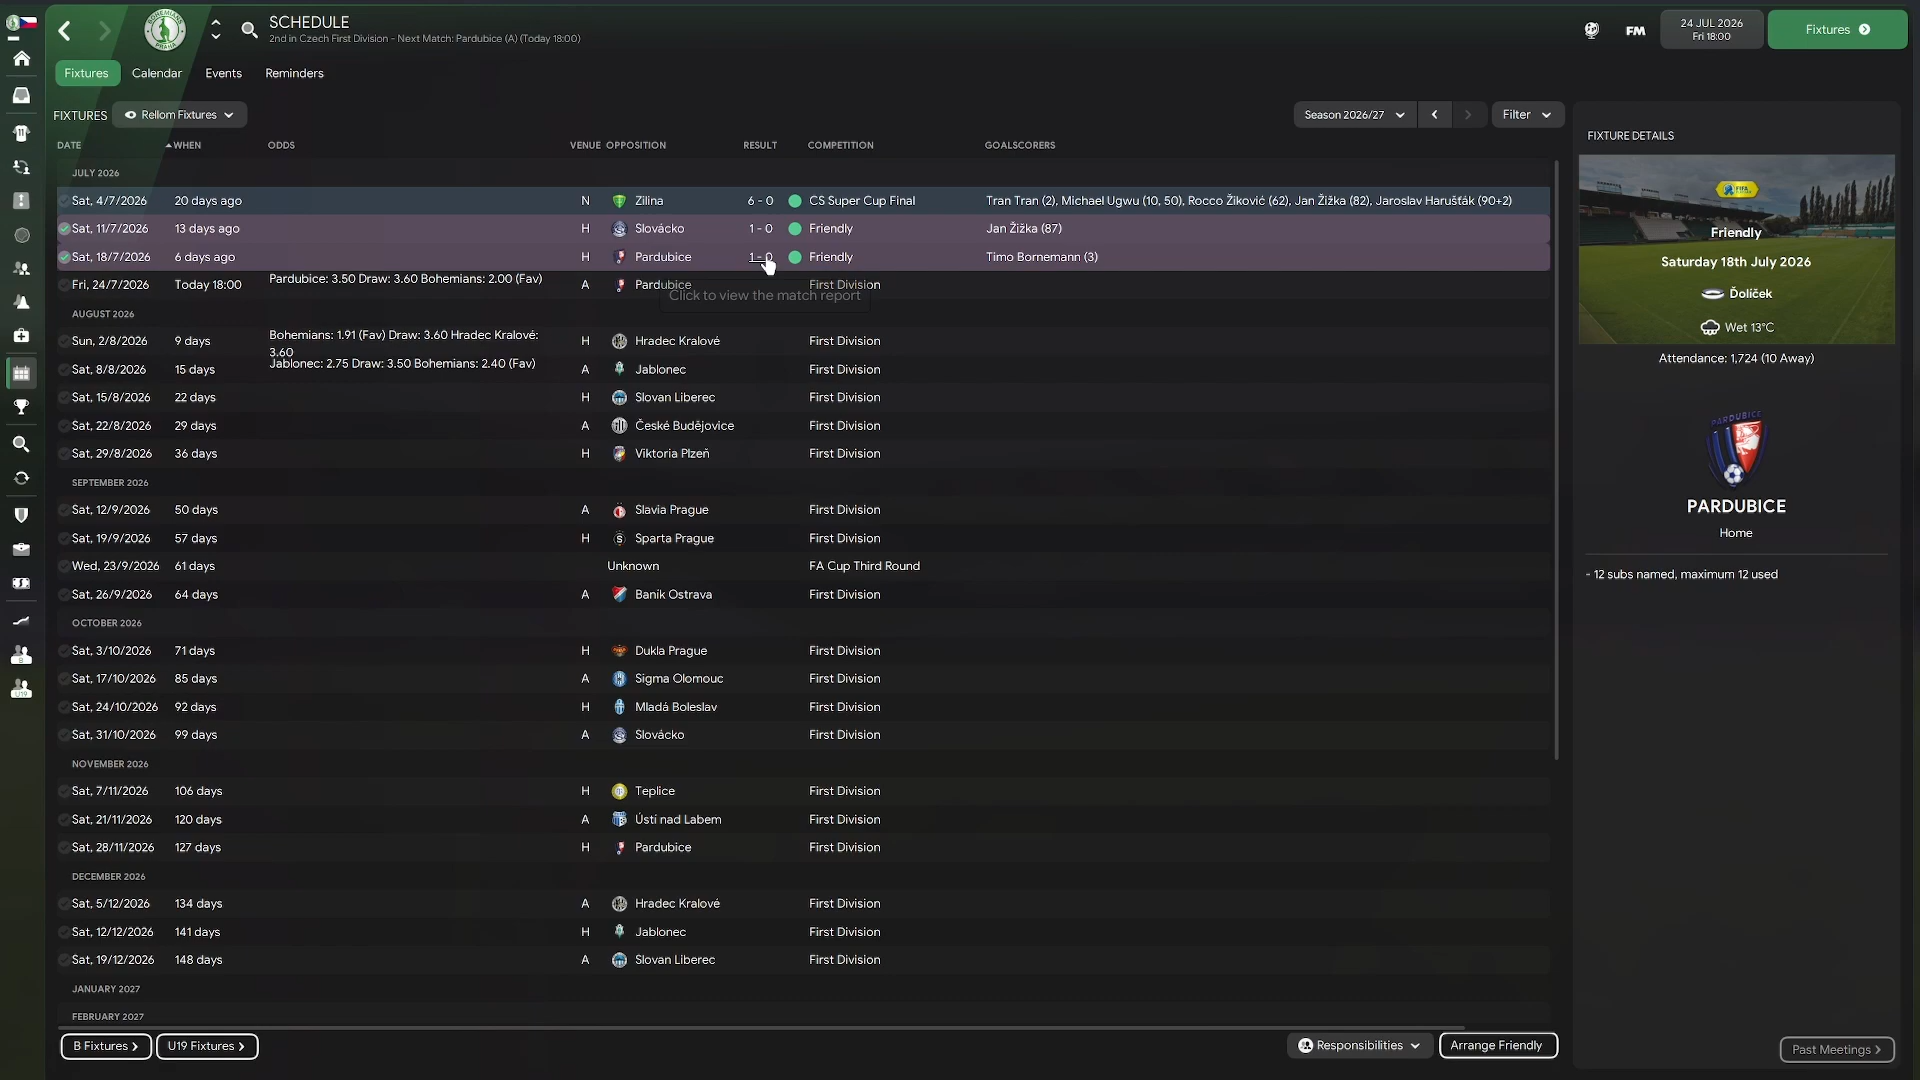 SCHEDULE
2nd in Czech First Division - Next Match: Pardubice (A) (Today 18:00)
FM
24 JUL 2026
Fri 18:00
Fixtures
Fixtures Calendar Events Reminders
FIXTURES Rellom Fixtures Season 2026/27 Filter
DATE WHEN ODDS VENUE OPPOSITION RESULT COMPETITION GOALSCORERS
JULY 2026
Sat, 4/7/2026 20 days ago N Zilina 6 - 0 CS Super Cup Final Tran Tran (2), Michael Ugwu (10, 50), Rocco Žiković (62), Jan Žižka (82), Jaroslav Harušťák (90+2)
Sat, 11/7/2026 13 days ago H Slovácko 1 - 0 Friendly Jan Žižka (87)
Sat, 18/7/2026 6 days ago H Pardubice 1 - 0 Friendly Timo Bornemann (3)
Fri, 24/7/2026 Today 18:00 Pardubice: 3.50 Draw: 3.60 Bohemians: 2.00 (Fav) A Pardubice First Division
Click to view the match report
AUGUST 2026
Sun, 2/8/2026 9 days Bohemians: 1.91 (Fav) Draw: 3.60 Hradec Kralové: 3.60 H Hradec Kralové First Division
Sat, 8/8/2026 15 days Jablonec: 2.75 Draw: 3.50 Bohemians: 2.40 (Fav) A Jablonec First Division
Sat, 15/8/2026 22 days H Slovan Liberec First Division
Sat, 22/8/2026 29 days A České Budějovice First Division
Sat, 29/8/2026 36 days H Viktoria Plzeň First Division
SEPTEMBER 2026
Sat, 12/9/2026 50 days A Slavia Prague First Division
Sat, 19/9/2026 57 days H Sparta Prague First Division
Wed, 23/9/2026 61 days Unknown FA Cup Third Round
Sat, 26/9/2026 64 days A Baník Ostrava First Division
OCTOBER 2026
Sat, 3/10/2026 71 days H Dukla Prague First Division
Sat, 17/10/2026 85 days A Sigma Olomouc First Division
Sat, 24/10/2026 92 days H Mladá Boleslav First Division
Sat, 31/10/2026 99 days A Slovácko First Division
NOVEMBER 2026
Sat, 7/11/2026 106 days H Teplice First Division
Sat, 21/11/2026 120 days A Ústí nad Labem First Division
Sat, 28/11/2026 127 days H Pardubice First Division
DECEMBER 2026
Sat, 5/12/2026 134 days A Hradec Kralové First Division
Sat, 12/12/2026 141 days H Jablonec First Division
Sat, 19/12/2026 148 days A Slovan Liberec First Division
JANUARY 2027
FEBRUARY 2027
B Fixtures U19 Fixtures Responsibilities Arrange Friendly
FIXTURE DETAILS
Friendly
Saturday 18th July 2026
Ďolíček
Wet 13°C
Attendance: 1,724 (10 Away)
PARDUBICE
PARDUBICE
Home
- 12 subs named, maximum 12 used
Past Meetings